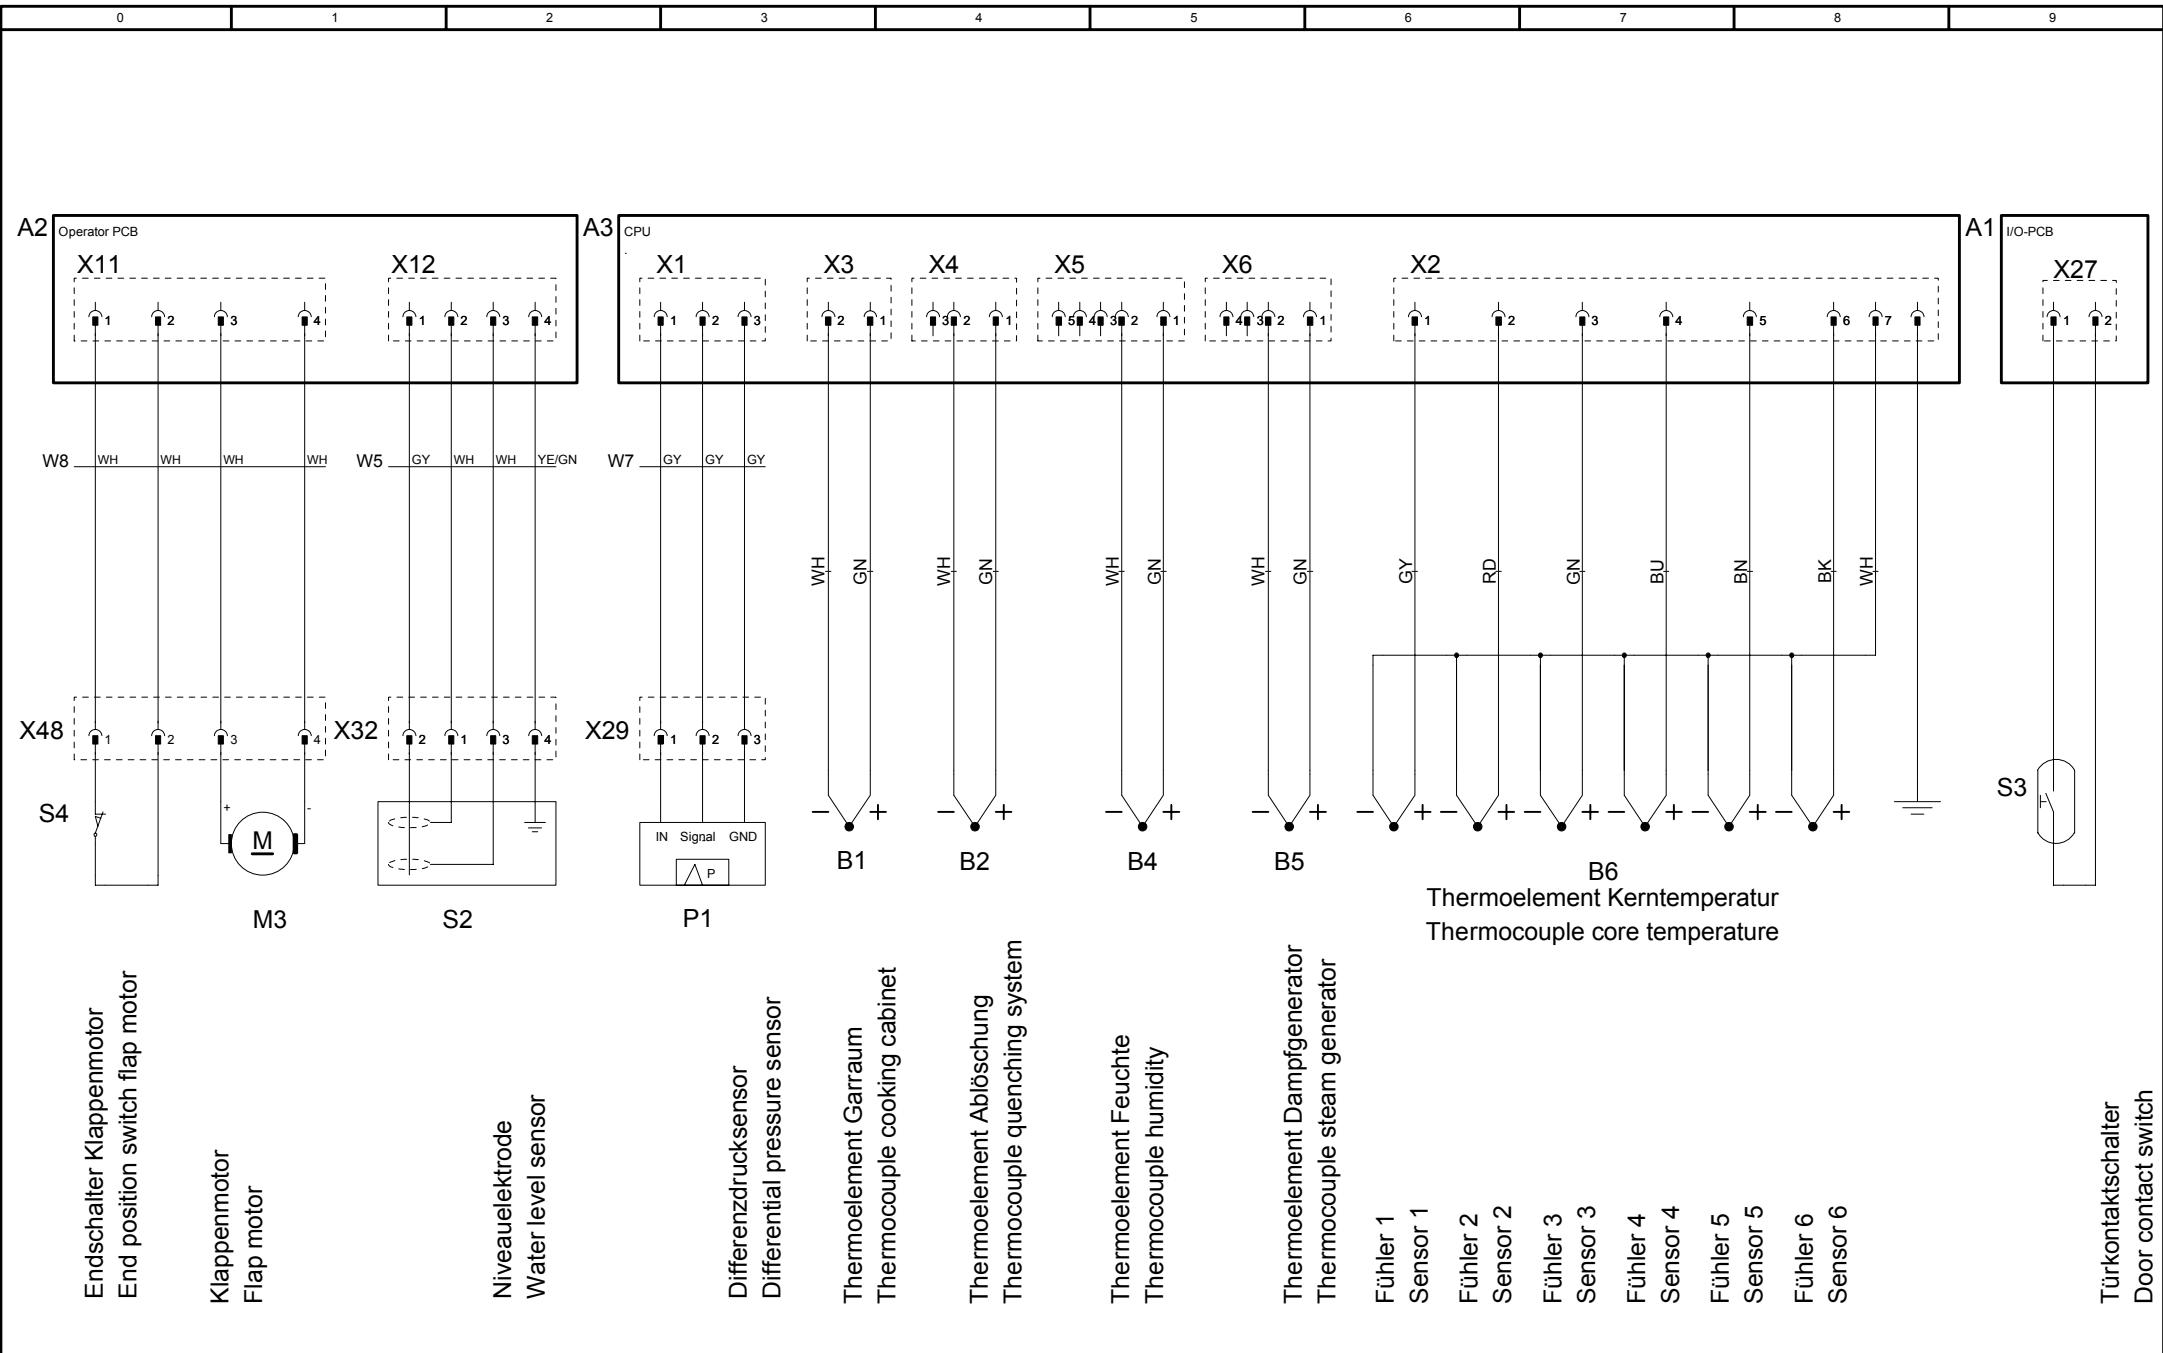 0 1 2 3 4 5 6 7 8 9
A2 Operator PCB A3 CPU A1 I/O-PCB
X11 X12 X1 X3 X4 X5 X6 X2 X27
1 2 3 4 1 2 3 4 1 2 3 2 1 3 2 1 5 4 3 2 1 4 3 2 1 1 2 3 4 5 6 7 1 2
W8 WH WH WH WH W5 GY WH WH YE/GN W7 GY GY GY
WH GN WH GN WH GN WH GN GY RD GN BU BN BK WH
X48 1 2 3 4 X32 2 1 3 4 X29 1 2 3
S4 + - S3
M
IN Signal GND
P
− + − + − + − + − + − + − + − + − + − +
B1 B2 B4 B5 B6
Thermoelement Kerntemperatur
Thermocouple core temperature
M3 S2 P1
Endschalter Klappenmotor
End position switch flap motor
Klappenmotor
Flap motor
Niveauelektrode
Water level sensor
Differenzdrucksensor
Differential pressure sensor
Thermoelement Garraum
Thermocouple cooking cabinet
Thermoelement Ablöschung
Thermocouple quenching system
Thermoelement Feuchte
Thermocouple humidity
Thermoelement Dampfgenerator
Thermocouple steam generator
Fühler 1
Sensor 1
Fühler 2
Sensor 2
Fühler 3
Sensor 3
Fühler 4
Sensor 4
Fühler 5
Sensor 5
Fühler 6
Sensor 6
Türkontaktschalter
Door contact switch